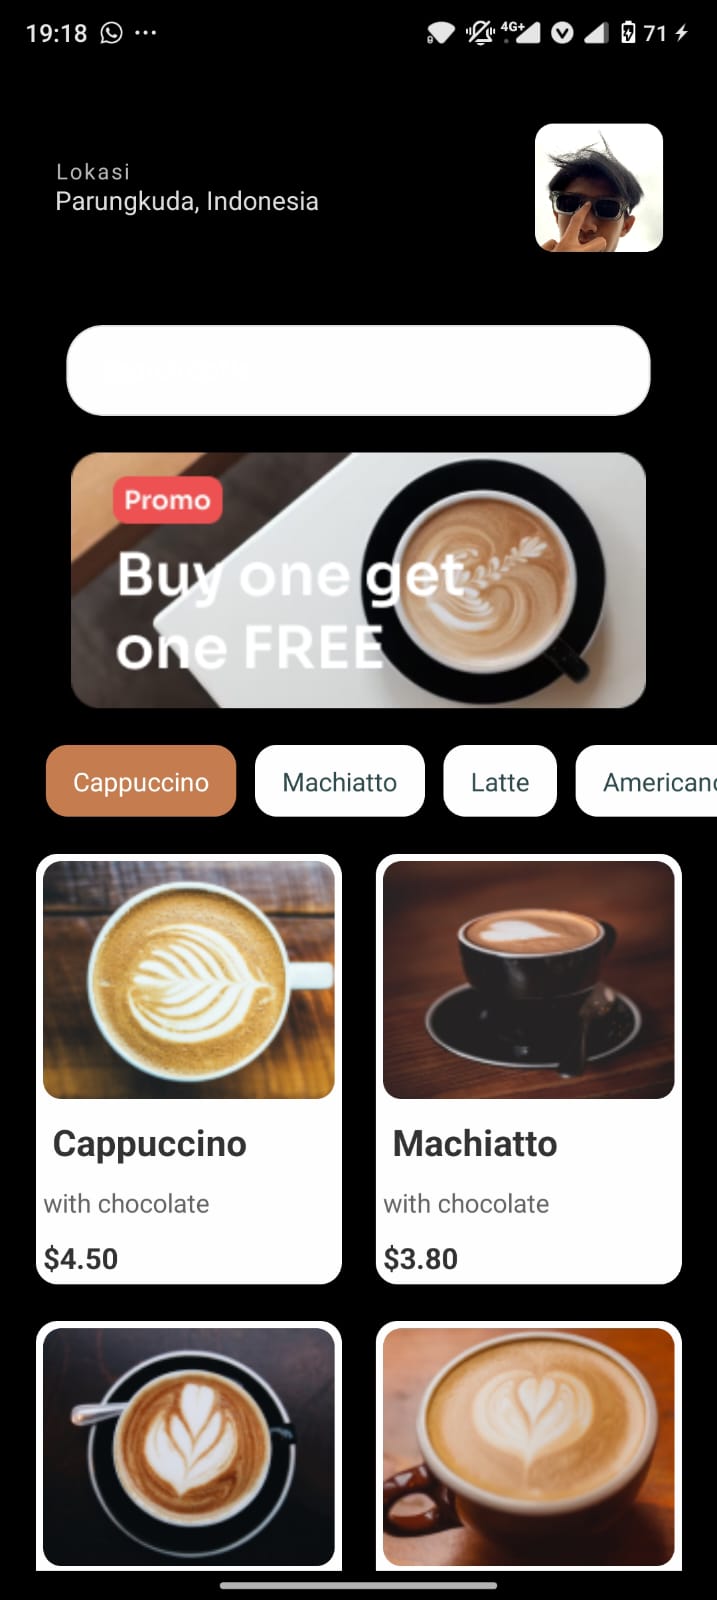 19:18
4G+
71
Lokasi
Parungkuda, Indonesia
Promo
Buy one get
one FREE
Cappuccino Machiatto Latte American
Cappuccino
with chocolate
$4.50
Machiatto
with chocolate
$3.80